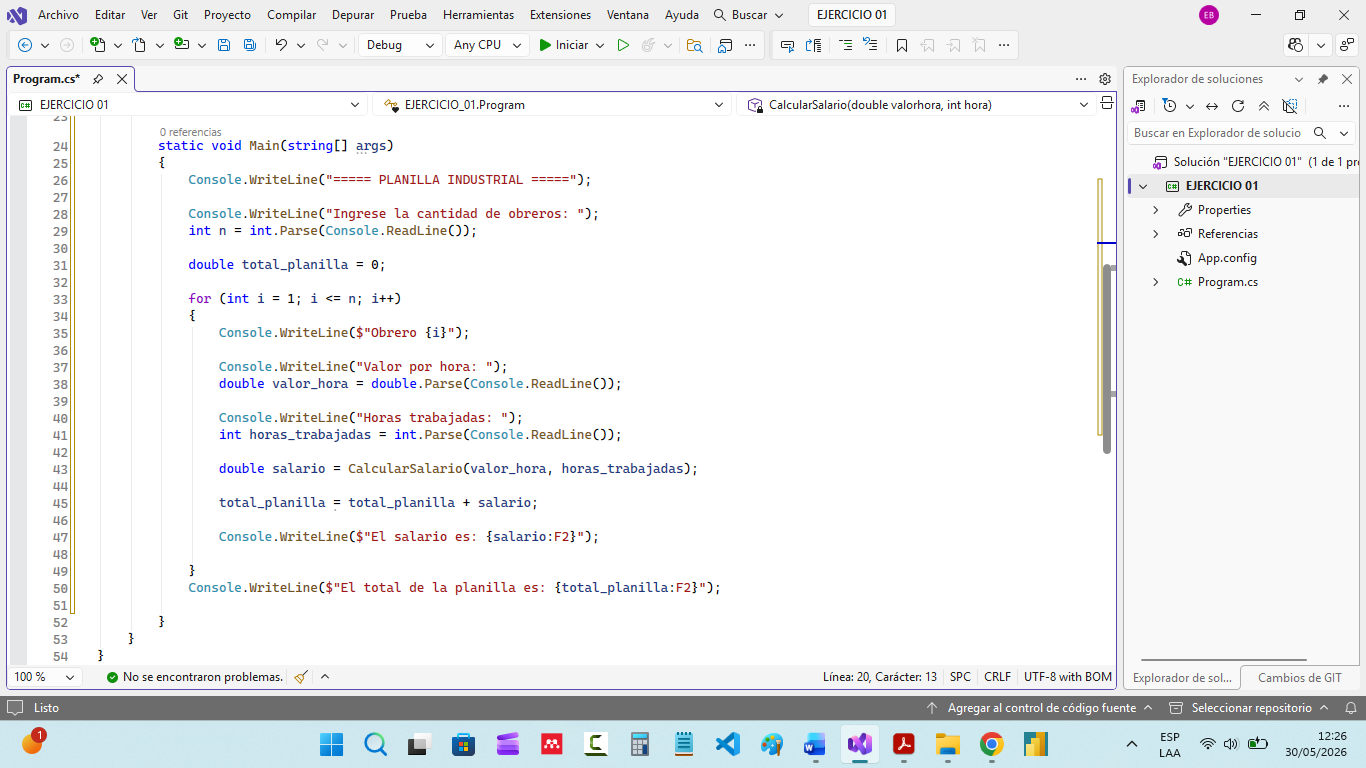 Archivo Editar Ver Git Proyecto Compilar Depurar Prueba Herramientas Extensiones Ventana Ayuda Buscar EJERCICIO 01 EB
Debug Any CPU Iniciar
Program.cs*
EJERCICIO 01 EJERCICIO_01.Program CalcularSalario(double valorhora, int hora)
23
0 referencias
24 static void Main(string[] args)
25 {
26 Console.WriteLine("===== PLANILLA INDUSTRIAL =====");
27
28 Console.WriteLine("Ingrese la cantidad de obreros: ");
29 int n = int.Parse(Console.ReadLine());
30
31 double total_planilla = 0;
32
33 for (int i = 1; i <= n; i++)
34 {
35 Console.WriteLine($"Obrero {i}");
36
37 Console.WriteLine("Valor por hora: ");
38 double valor_hora = double.Parse(Console.ReadLine());
39
40 Console.WriteLine("Horas trabajadas: ");
41 int horas_trabajadas = int.Parse(Console.ReadLine());
42
43 double salario = CalcularSalario(valor_hora, horas_trabajadas);
44
45 total_planilla = total_planilla + salario;
46
47 Console.WriteLine($"El salario es: {salario:F2}");
48
49 }
50 Console.WriteLine($"El total de la planilla es: {total_planilla:F2}");
51
52 }
53 }
54 }
100 % No se encontraron problemas. Línea: 20, Carácter: 13 SPC CRLF UTF-8 with BOM
Explorador de soluciones
Buscar en Explorador de solucio
Solución "EJERCICIO 01" (1 de 1 pro
EJERCICIO 01
Properties
Referencias
App.config
C# Program.cs
Explorador de sol... Cambios de GIT
Listo Agregar al control de código fuente Seleccionar repositorio
1 ESP LAA 12:26 30/05/2026